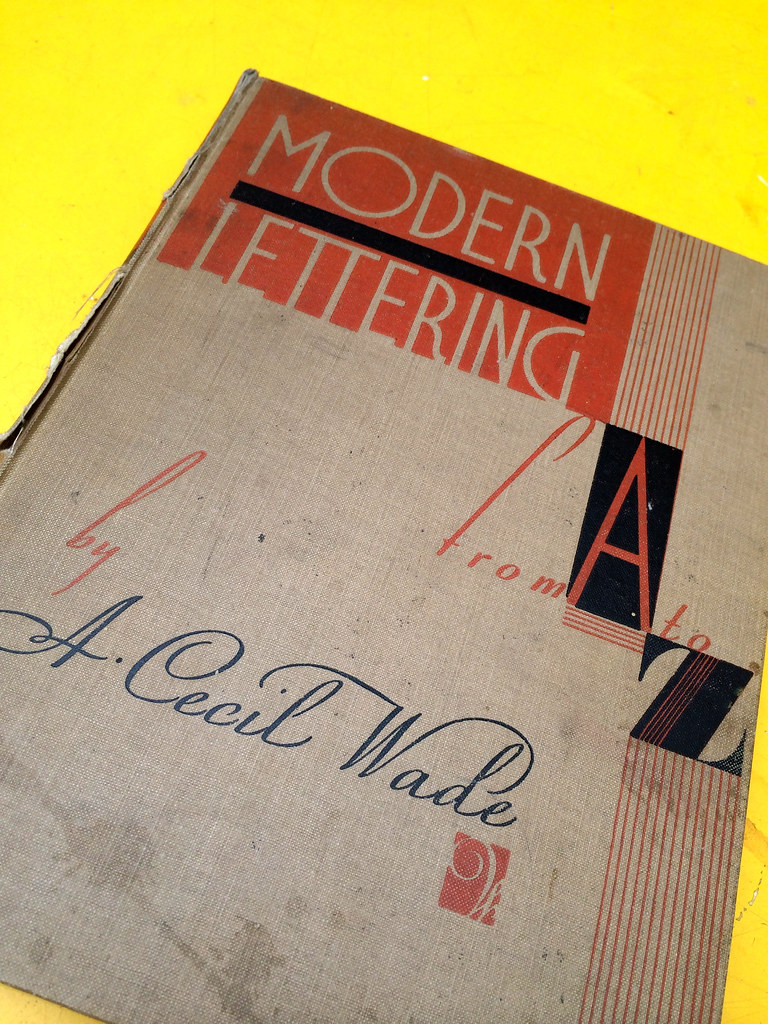 MODERN
LETTERING
from A to
Z
by
A. Cecil Wade